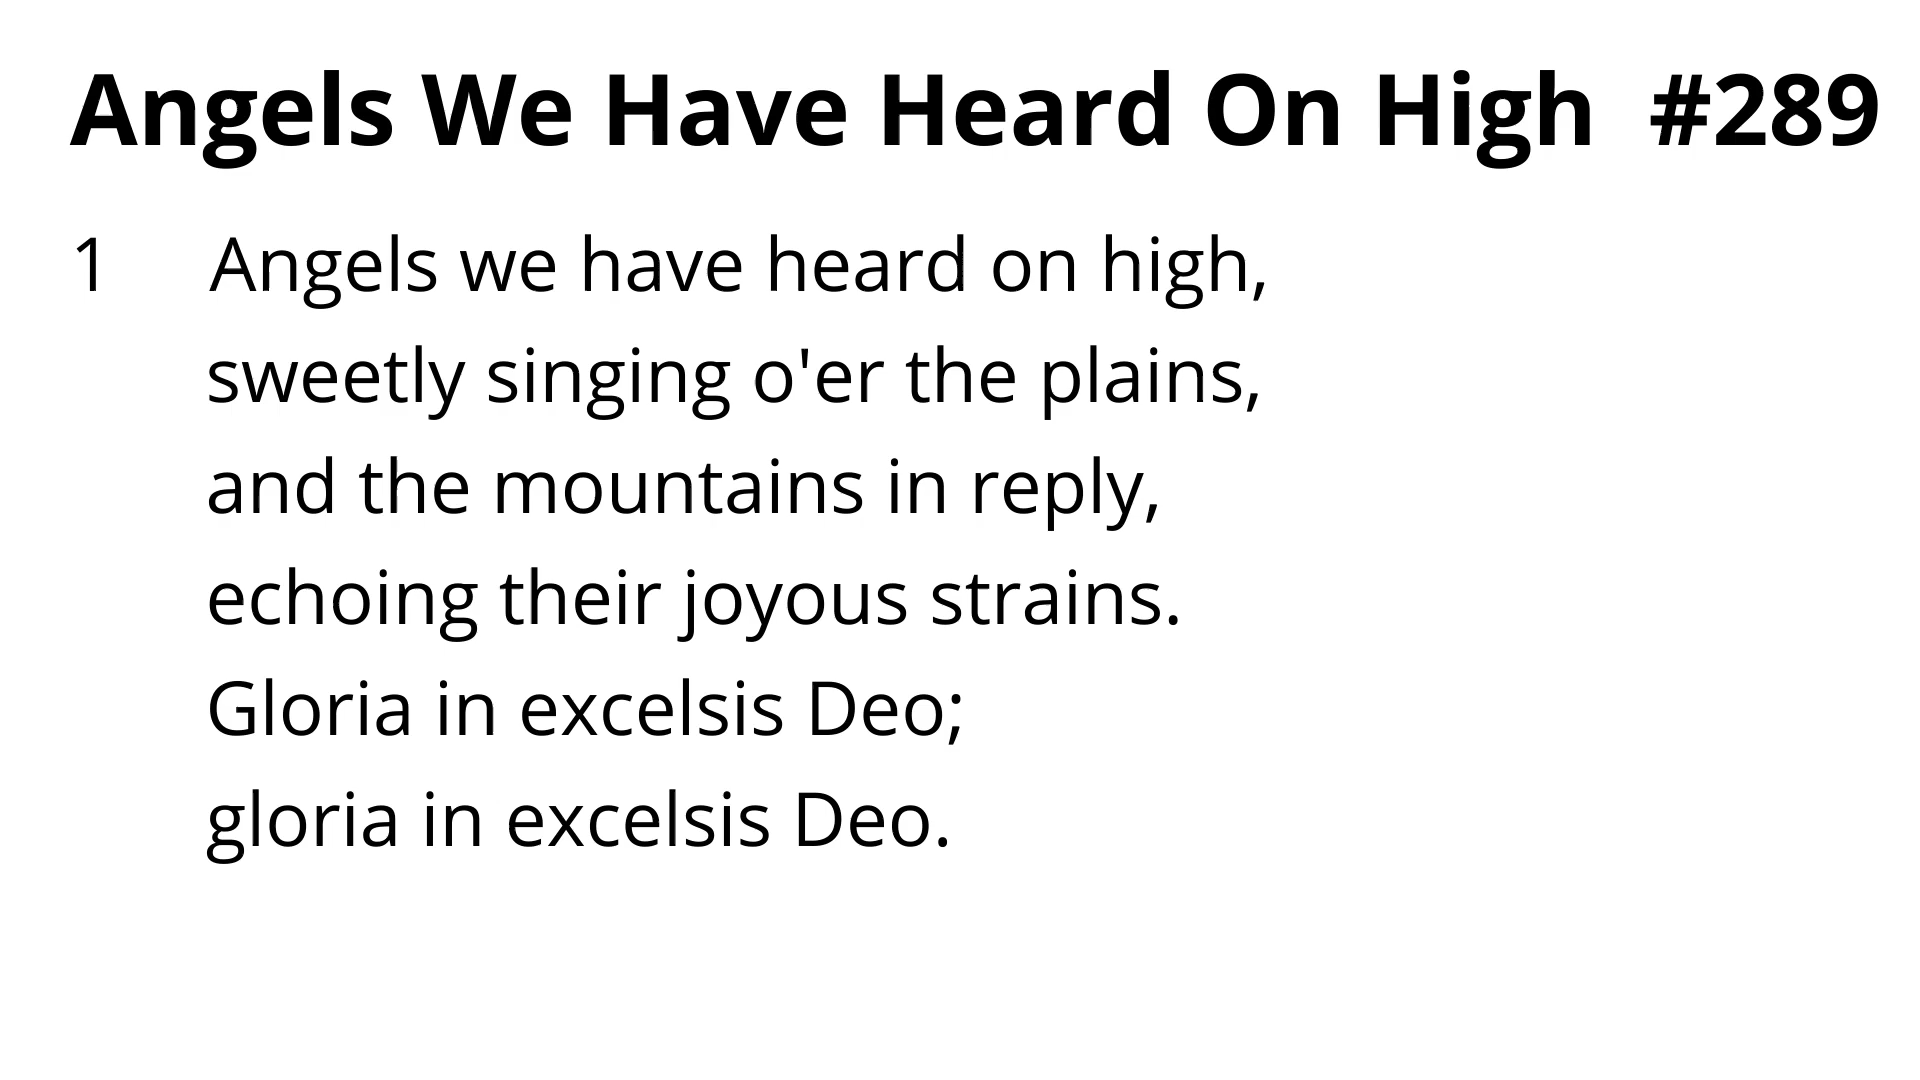 Angels We Have Heard On High #289
1 Angels we have heard on high,
sweetly singing o'er the plains,
and the mountains in reply,
echoing their joyous strains.
Gloria in excelsis Deo;
gloria in excelsis Deo.